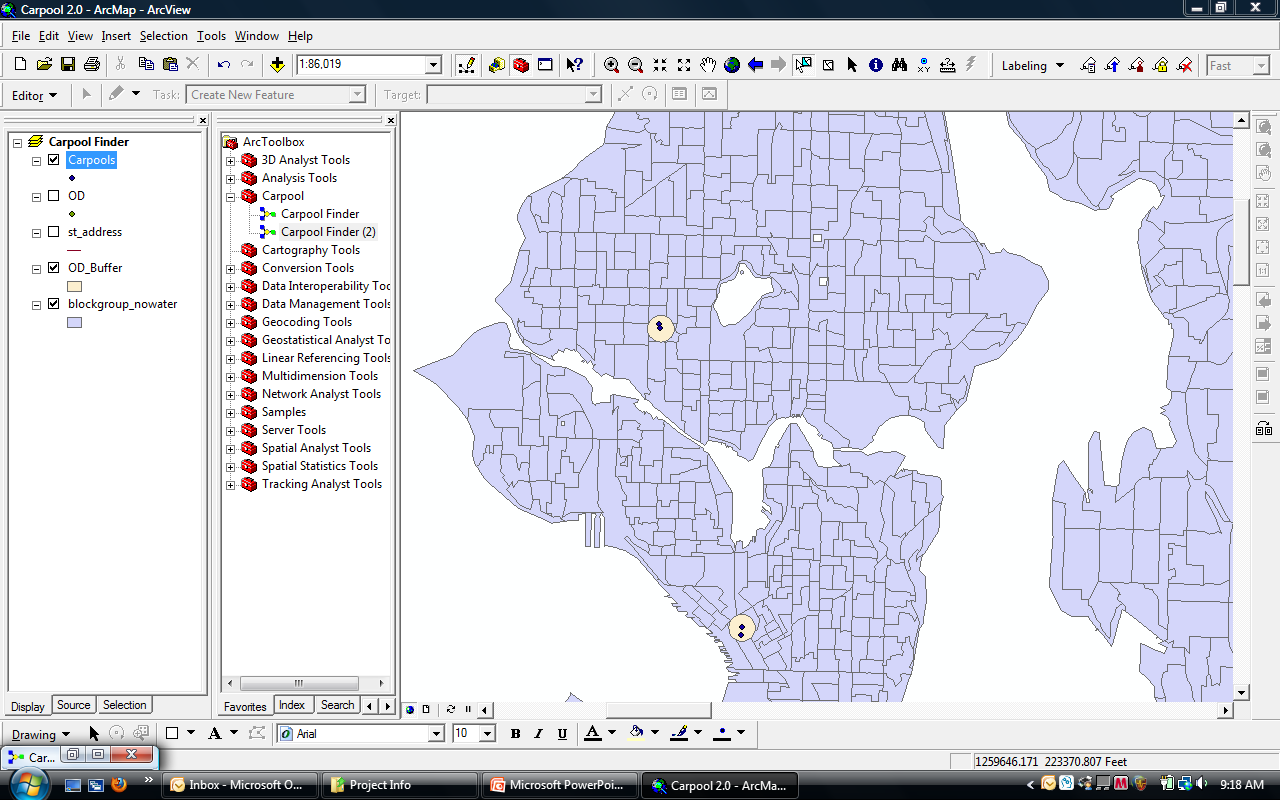 Carpool 2.0 - ArcMap - ArcView
File Edit View Insert Selection Tools Window Help
1:86,019
Labeling
Fast
Editor
Task: Create New Feature
Target:
Carpool Finder
Carpools
OD
st_address
OD_Buffer
blockgroup_nowater
ArcToolbox
3D Analyst Tools
Analysis Tools
Carpool
Carpool Finder
Carpool Finder (2)
Cartography Tools
Conversion Tools
Data Interoperability Too
Data Management Tools
Geocoding Tools
Geostatistical Analyst To
Linear Referencing Tools
Multidimension Tools
Network Analyst Tools
Samples
Server Tools
Spatial Analyst Tools
Spatial Statistics Tools
Tracking Analyst Tools
1:1
Display Source Selection
Favorites Index Search
Drawing
A
Arial
10
B I U A
Car...
1259646.171 223370.807 Feet
Inbox - Microsoft O...
Project Info
Microsoft PowerPoi...
Carpool 2.0 - ArcMa...
9:18 AM